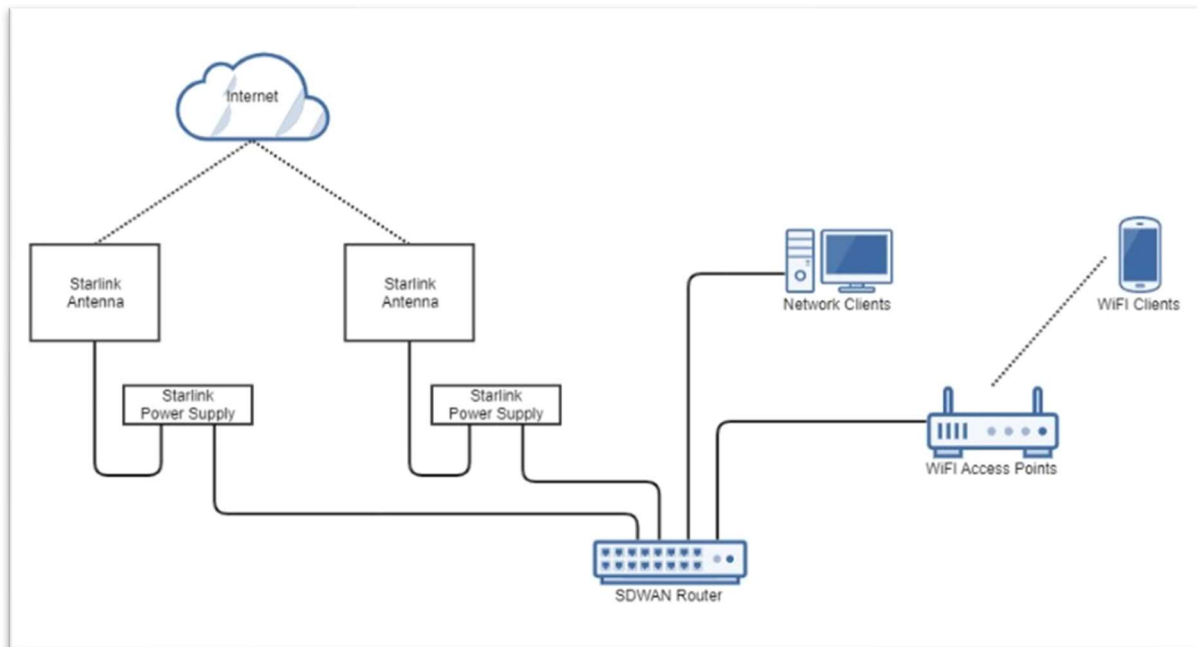 Internet
Starlink
Antenna
Starlink
Antenna
Network Clients
WiFI Clients
Starlink
Power Supply
Starlink
Power Supply
WiFI Access Points
SDWAN Router